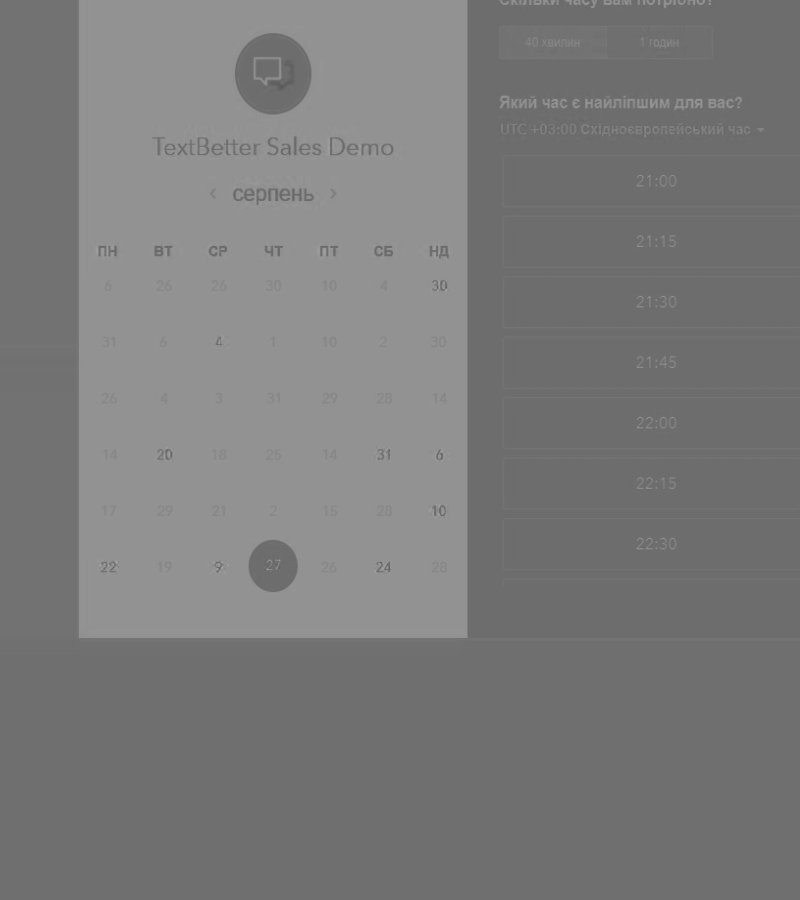 TextBetter Sales Demo
серпень
ПН ВТ СР ЧТ ПТ СБ НД
6 26 26 30 10 4 30
31 6 4 1 10 2 30
26 4 3 31 29 23 14
14 20 18 25 14 31 6
17 29 21 2 15 28 10
22 19 9 27 26 24 28
Скільки часу вам потрібно?
40 хвилин 1 годин
Який час є найліпшим для вас?
UTC +03:00 Східноєвропейський час
21:00
21:15
21:30
21:45
22:00
22:15
22:30